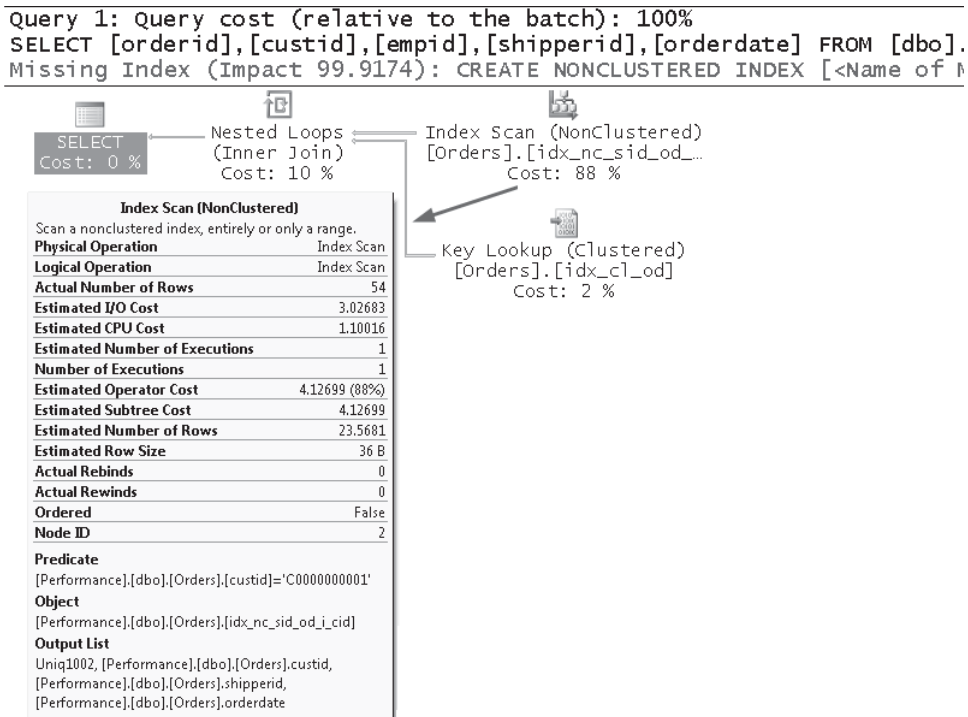 Query 1: Query cost (relative to the batch): 100%
SELECT [orderid],[custid],[empid],[shipperid],[orderdate] FROM [dbo].
Missing Index (Impact 99.9174): CREATE NONCLUSTERED INDEX [<Name of M
SELECT
Cost: 0 %
Nested Loops
(Inner Join)
Cost: 10 %
Index Scan (NonClustered)
[Orders].[idx_nc_sid_od_…
Cost: 88 %
Key Lookup (Clustered)
[Orders].[idx_cl_od]
Cost: 2 %
Index Scan (NonClustered)
Scan a nonclustered index, entirely or only a range.
Physical Operation Index Scan
Logical Operation Index Scan
Actual Number of Rows 54
Estimated I/O Cost 3.02683
Estimated CPU Cost 1.10016
Estimated Number of Executions 1
Number of Executions 1
Estimated Operator Cost 4.12699 (88%)
Estimated Subtree Cost 4.12699
Estimated Number of Rows 23.5681
Estimated Row Size 36 B
Actual Rebinds 0
Actual Rewinds 0
Ordered False
Node ID 2
Predicate
[Performance].[dbo].[Orders].[custid]='C0000000001'
Object
[Performance].[dbo].[Orders].[idx_nc_sid_od_i_cid]
Output List
Uniq1002, [Performance].[dbo].[Orders].custid,
[Performance].[dbo].[Orders].shipperid,
[Performance].[dbo].[Orders].orderdate